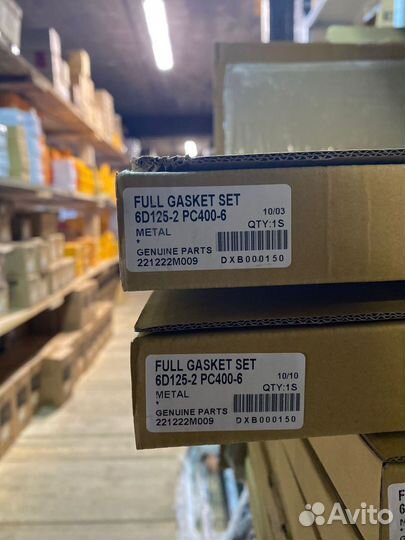 FULL GASKET SET
6D125-2 PC400-6 10/03
METAL QTY:1S
*
GENUINE PARTS
221222M009 DXB000150
FULL GASKET SET
6D125-2 PC400-6 10/10
METAL QTY:1S
*
GENUINE PARTS
221222M009 DXB000150
Avito